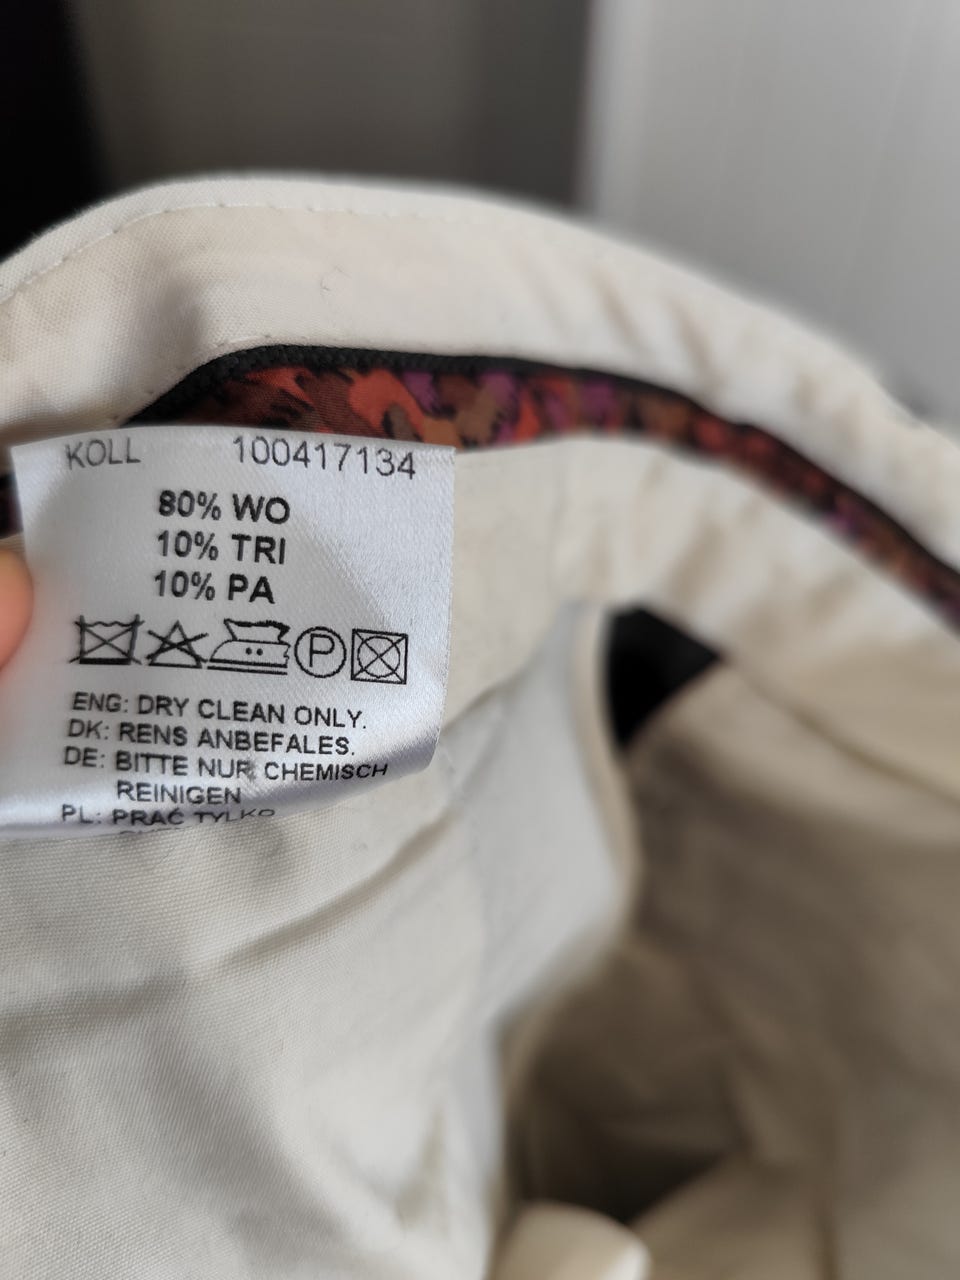 KOLL 100417134
80% WO
10% TRI
10% PA
P
ENG: DRY CLEAN ONLY.
DK: RENS ANBEFALES.
DE: BITTE NUR CHEMISCH
REINIGEN
PL: PRAĆ TYLKO